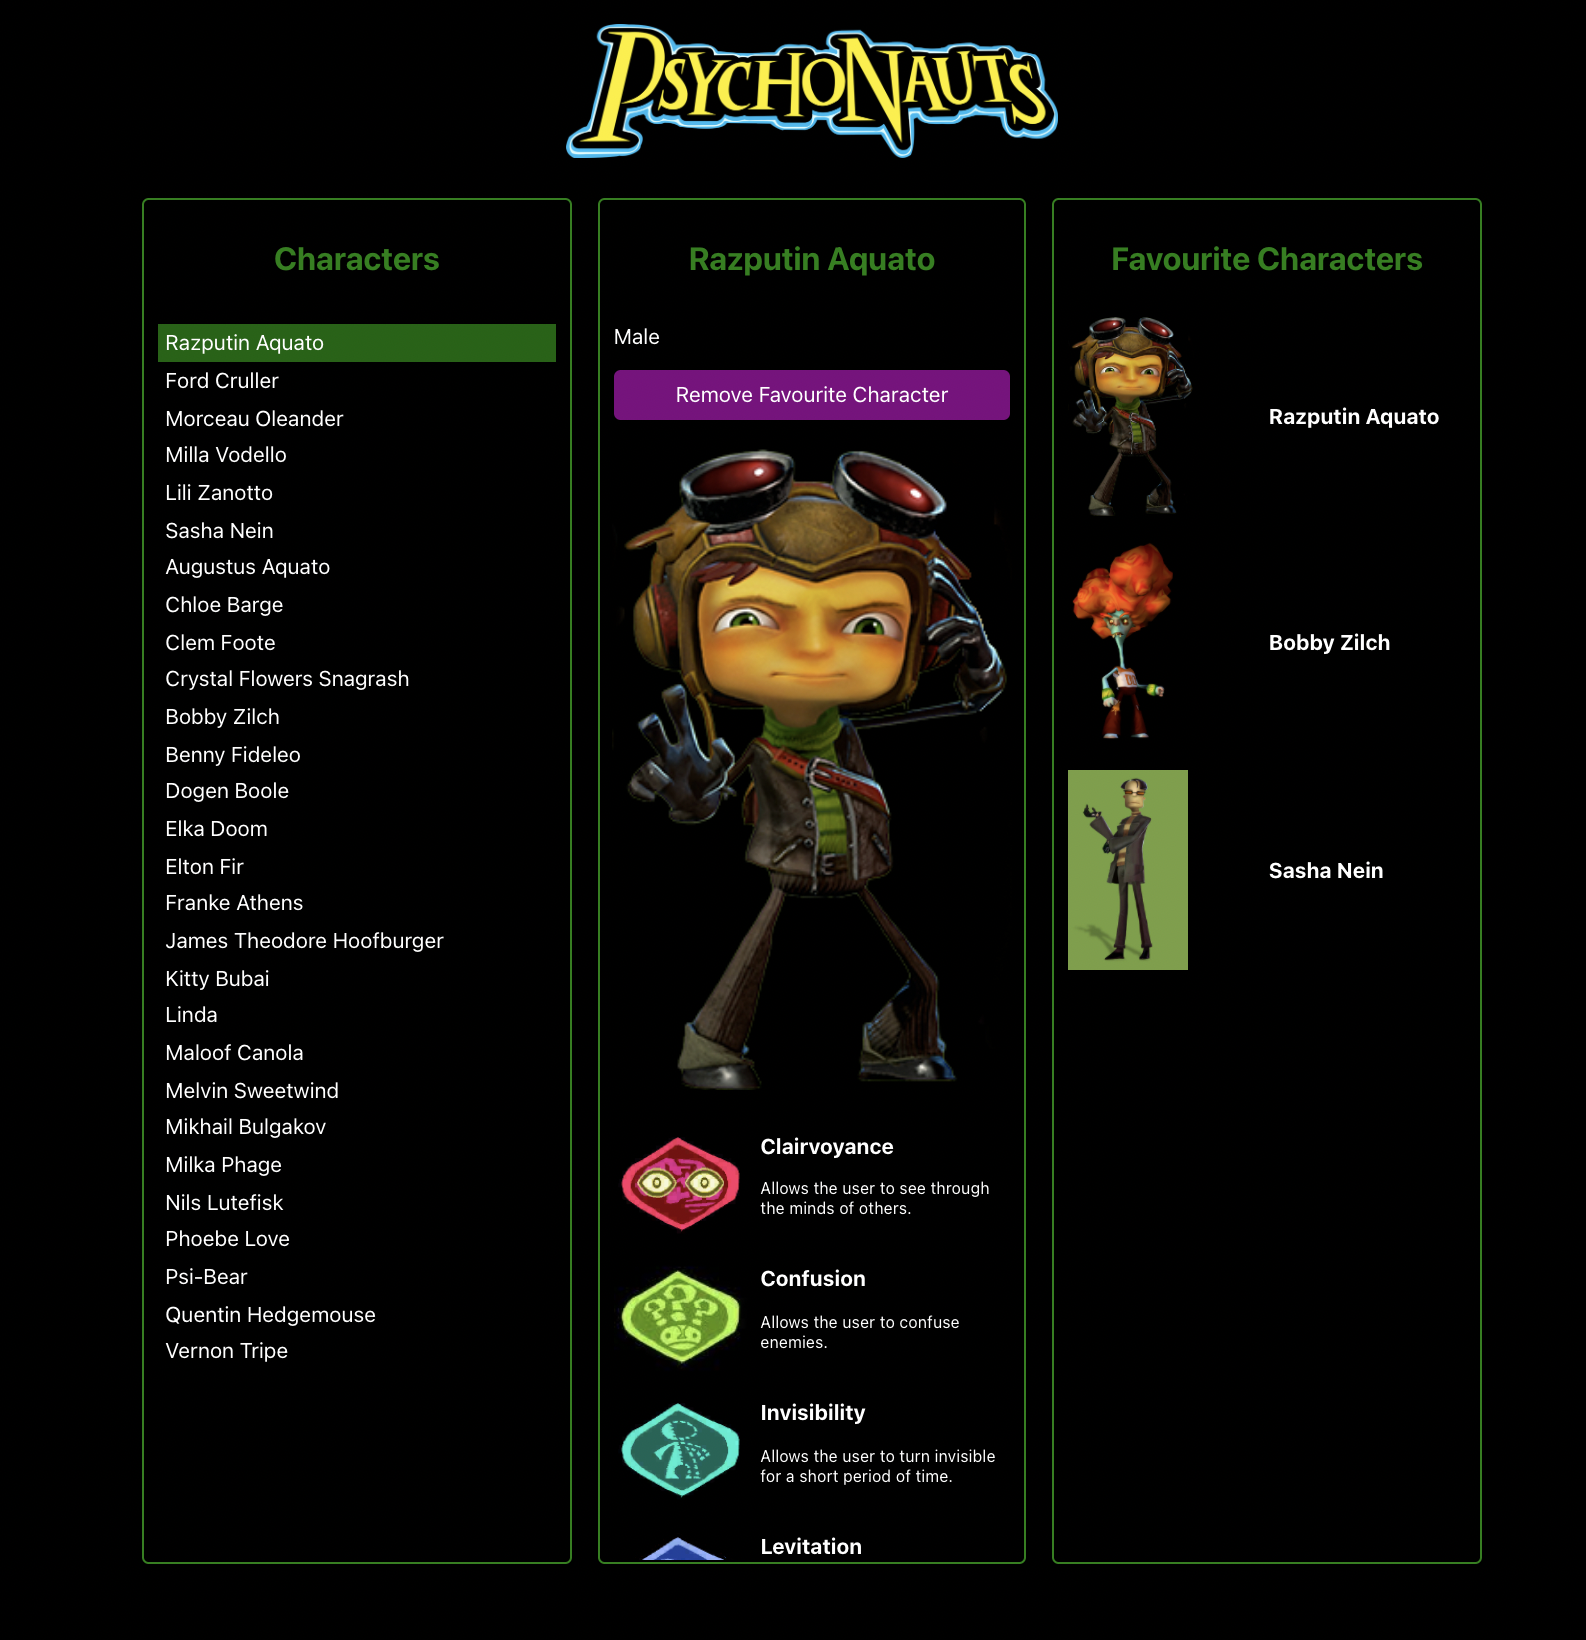 PSYCHONAUTS
Characters
Razputin Aquato
Ford Cruller
Morceau Oleander
Milla Vodello
Lili Zanotto
Sasha Nein
Augustus Aquato
Chloe Barge
Clem Foote
Crystal Flowers Snagrash
Bobby Zilch
Benny Fideleo
Dogen Boole
Elka Doom
Elton Fir
Franke Athens
James Theodore Hoofburger
Kitty Bubai
Linda
Maloof Canola
Melvin Sweetwind
Mikhail Bulgakov
Milka Phage
Nils Lutefisk
Phoebe Love
Psi-Bear
Quentin Hedgemouse
Vernon Tripe
Razputin Aquato
Male
Remove Favourite Character
Clairvoyance
Allows the user to see through
the minds of others.
Confusion
Allows the user to confuse
enemies.
Invisibility
Allows the user to turn invisible
for a short period of time.
Levitation
Favourite Characters
Razputin Aquato
Bobby Zilch
Sasha Nein